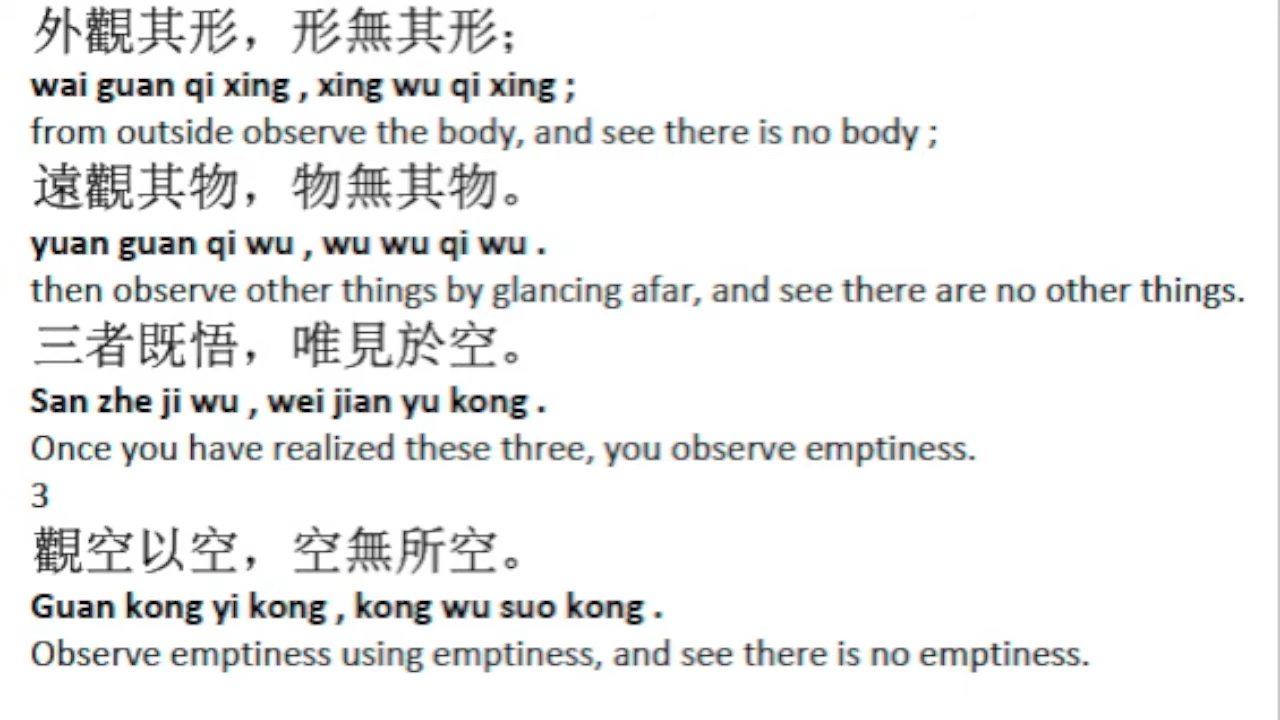 外觀其形，形無其形；
wai guan qi xing , xing wu qi xing ;
from outside observe the body, and see there is no body ;
遠觀其物，物無其物。
yuan guan qi wu , wu wu qi wu .
then observe other things by glancing afar, and see there are no other things.
三者既悟，唯見於空。
San zhe ji wu , wei jian yu kong .
Once you have realized these three, you observe emptiness.
3
觀空以空，空無所空。
Guan kong yi kong , kong wu suo kong .
Observe emptiness using emptiness, and see there is no emptiness.